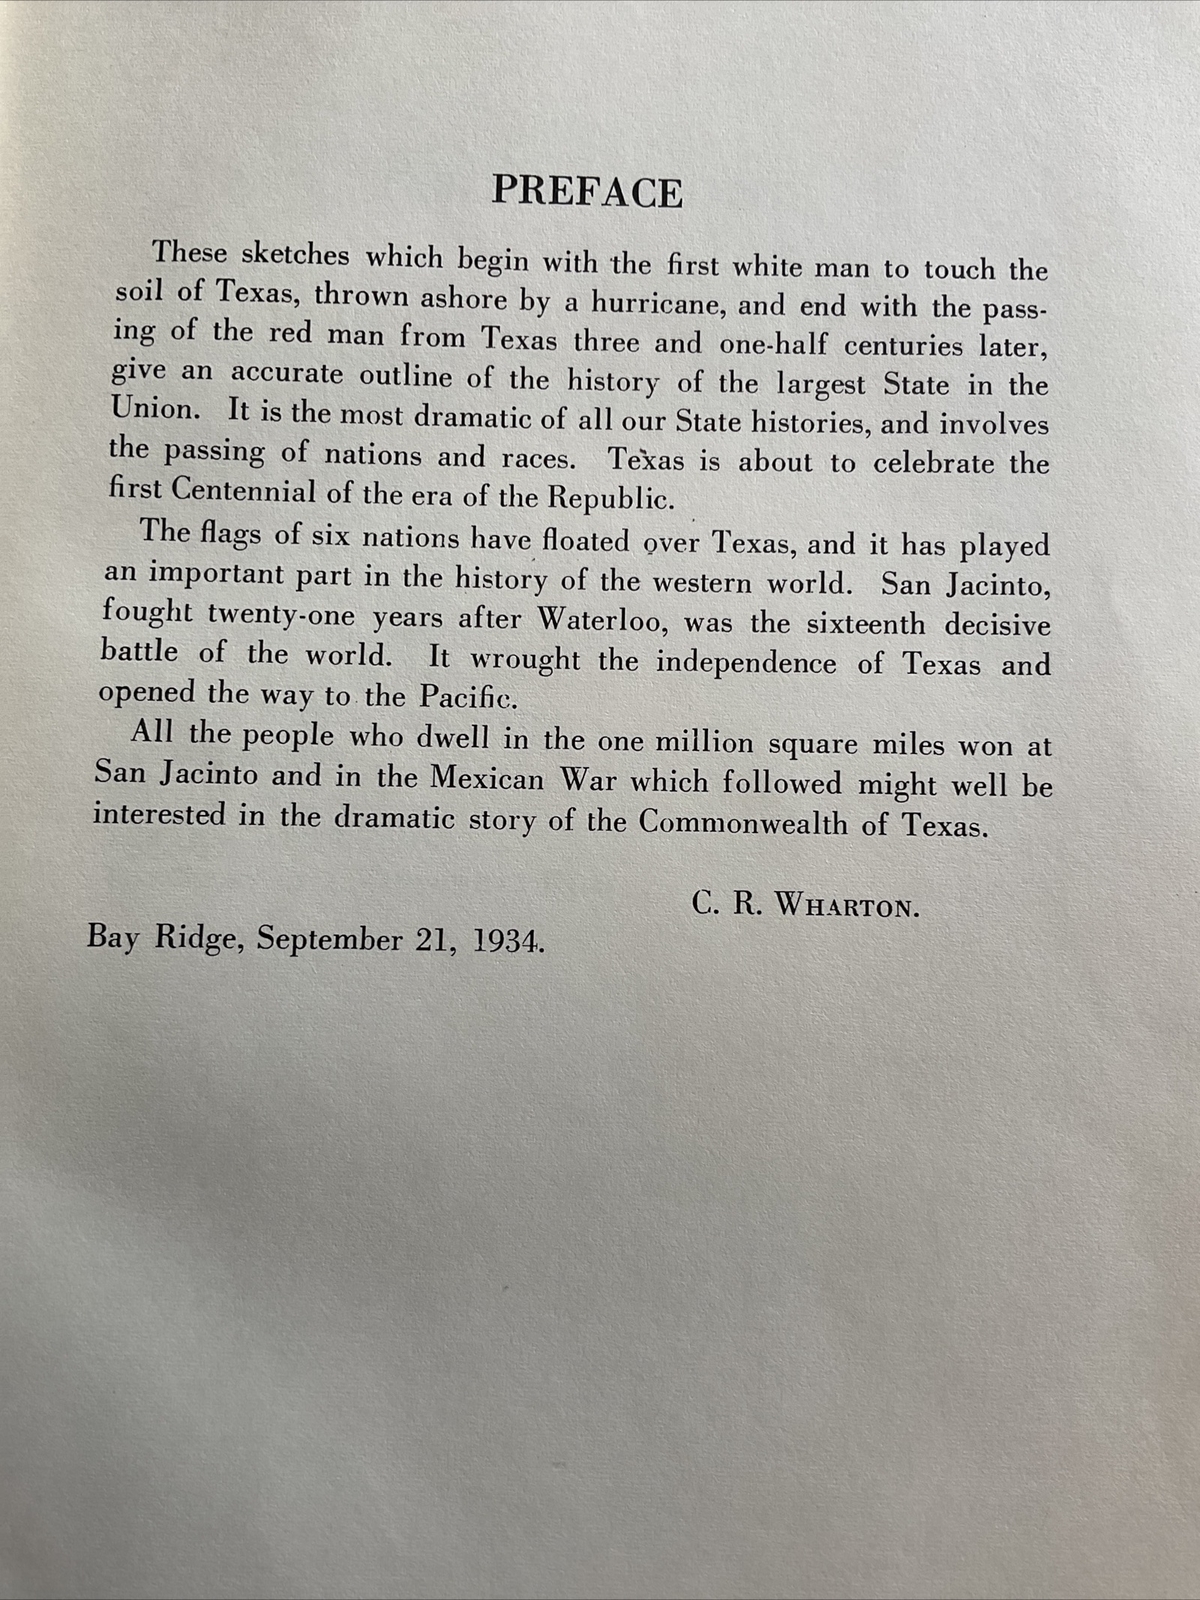 PREFACE
These sketches which begin with the first white man to touch the
soil of Texas, thrown ashore by a hurricane, and end with the pass-
ing of the red man from Texas three and one-half centuries later,
give an accurate outline of the history of the largest State in the
Union. It is the most dramatic of all our State histories, and involves
the passing of nations and races. Texas is about to celebrate the
first Centennial of the era of the Republic.
The flags of six nations have floated over Texas, and it has played
an important part in the history of the western world. San Jacinto,
fought twenty-one years after Waterloo, was the sixteenth decisive
battle of the world. It wrought the independence of Texas and
opened the way to the Pacific.
All the people who dwell in the one million square miles won at
San Jacinto and in the Mexican War which followed might well be
interested in the dramatic story of the Commonwealth of Texas.
C. R. WHARTON.
Bay Ridge, September 21, 1934.